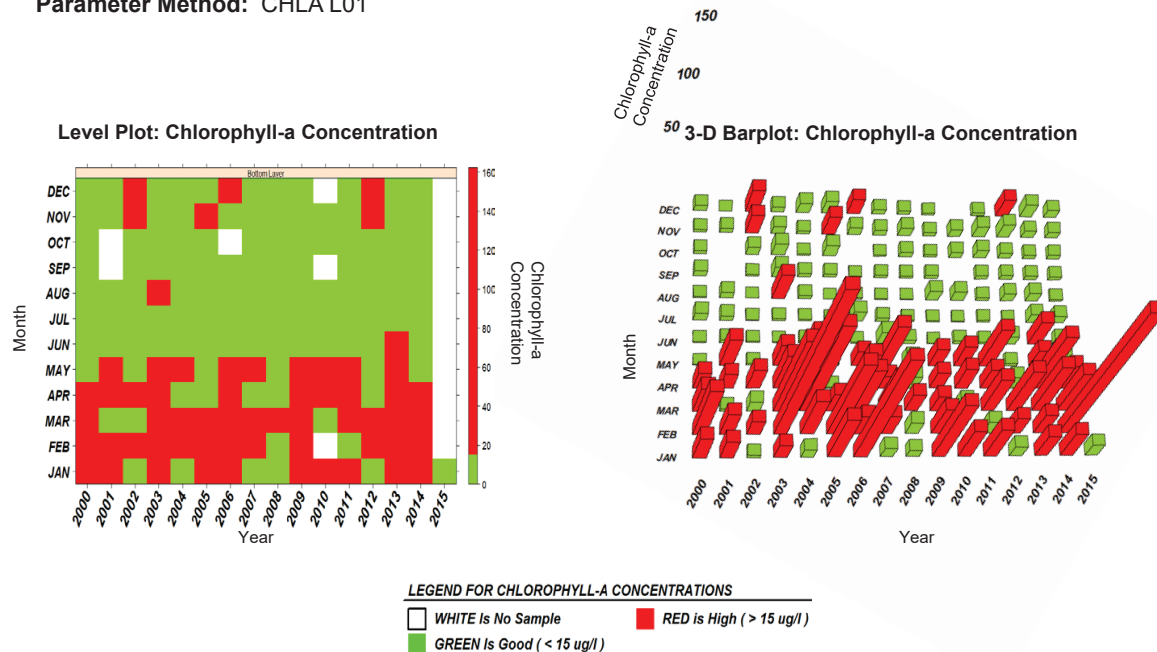 Parameter Method: CHLA L01
Level Plot: Chlorophyll-a Concentration
Bottom Layer
DEC
NOV
OCT
SEP
AUG
JUL
JUN
MAY
APR
MAR
FEB
JAN
Month
2000 2001 2002 2003 2004 2005 2006 2007 2008 2009 2010 2011 2012 2013 2014 2015
Year
160
140
120
100
80
60
40
20
0
Chlorophyll-a
Concentration
150
100
50
Chlorophyll-a
Concentration
3-D Barplot: Chlorophyll-a Concentration
DEC
NOV
OCT
SEP
AUG
JUL
JUN
MAY
APR
MAR
FEB
JAN
Month
2000 2001 2002 2003 2004 2005 2006 2007 2008 2009 2010 2011 2012 2013 2014 2015
Year
LEGEND FOR CHLOROPHYLL-A CONCENTRATIONS
WHITE Is No Sample
RED is High ( > 15 ug/l )
GREEN Is Good ( < 15 ug/l )